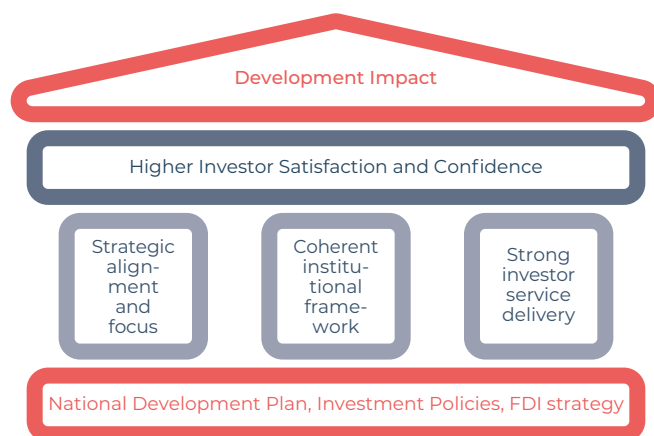 Development Impact
Higher Investor Satisfaction and Confidence
Strategic
align-
ment
and
focus
Coherent
institu-
tional
frame-
work
Strong
investor
service
delivery
National Development Plan, Investment Policies, FDI strategy